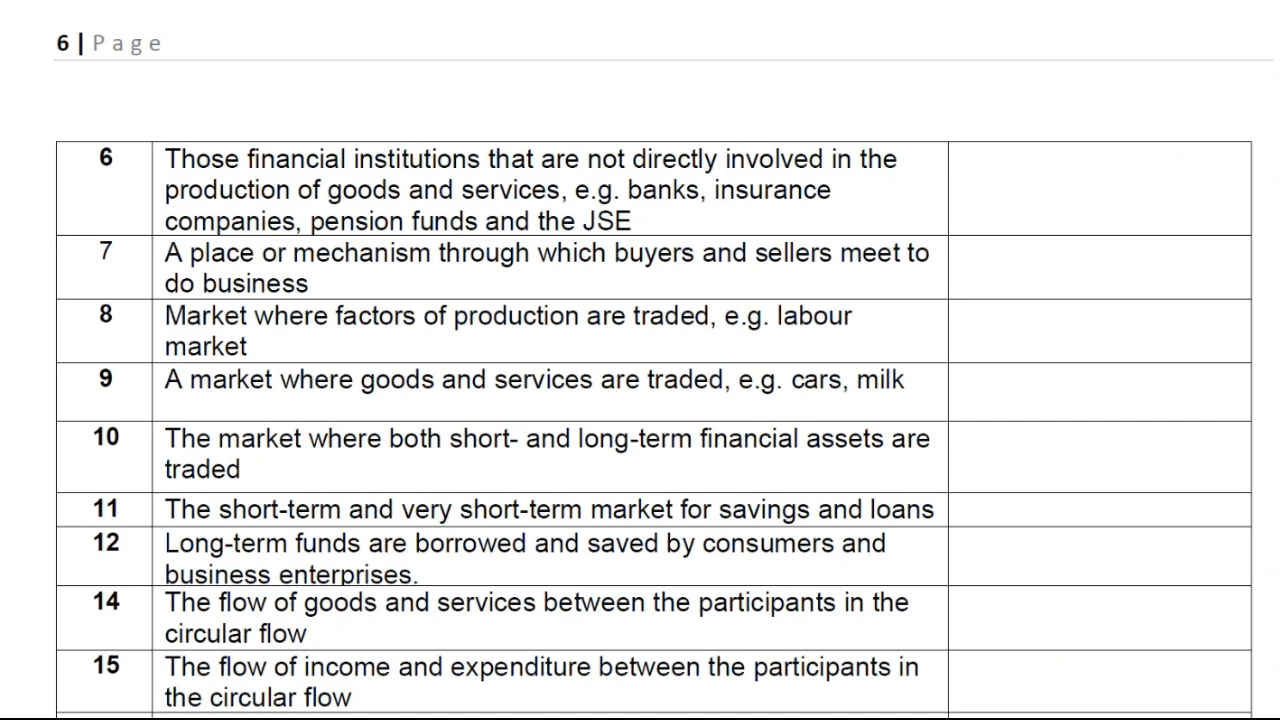 6 | P a g e
6
Those financial institutions that are not directly involved in the
production of goods and services, e.g. banks, insurance
companies, pension funds and the JSE
7
A place or mechanism through which buyers and sellers meet to
do business
8
Market where factors of production are traded, e.g. labour
market
9
A market where goods and services are traded, e.g. cars, milk
10
The market where both short- and long-term financial assets are
traded
11
The short-term and very short-term market for savings and loans
12
Long-term funds are borrowed and saved by consumers and
business enterprises.
14
The flow of goods and services between the participants in the
circular flow
15
The flow of income and expenditure between the participants in
the circular flow